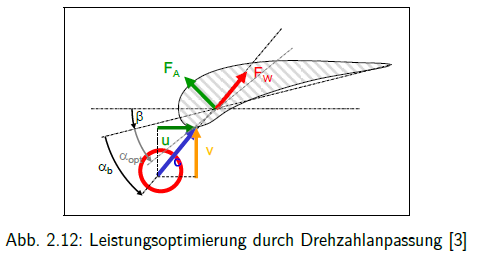 F_A
F_W
β
u
α_opt
c
v
α_b
Abb. 2.12: Leistungsoptimierung durch Drehzahlanpassung [3]